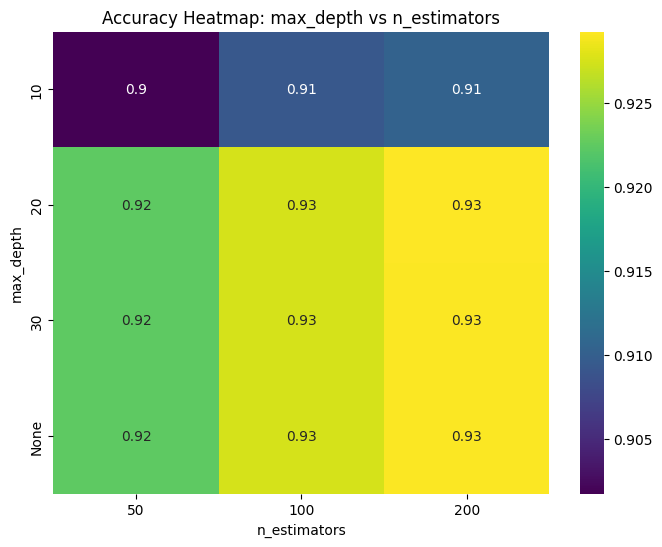 Accuracy Heatmap: max_depth vs n_estimators
10 0.9 0.91 0.91
20 0.92 0.93 0.93
30 0.92 0.93 0.93
None 0.92 0.93 0.93
max_depth
50 100 200
n_estimators
0.925
0.920
0.915
0.910
0.905